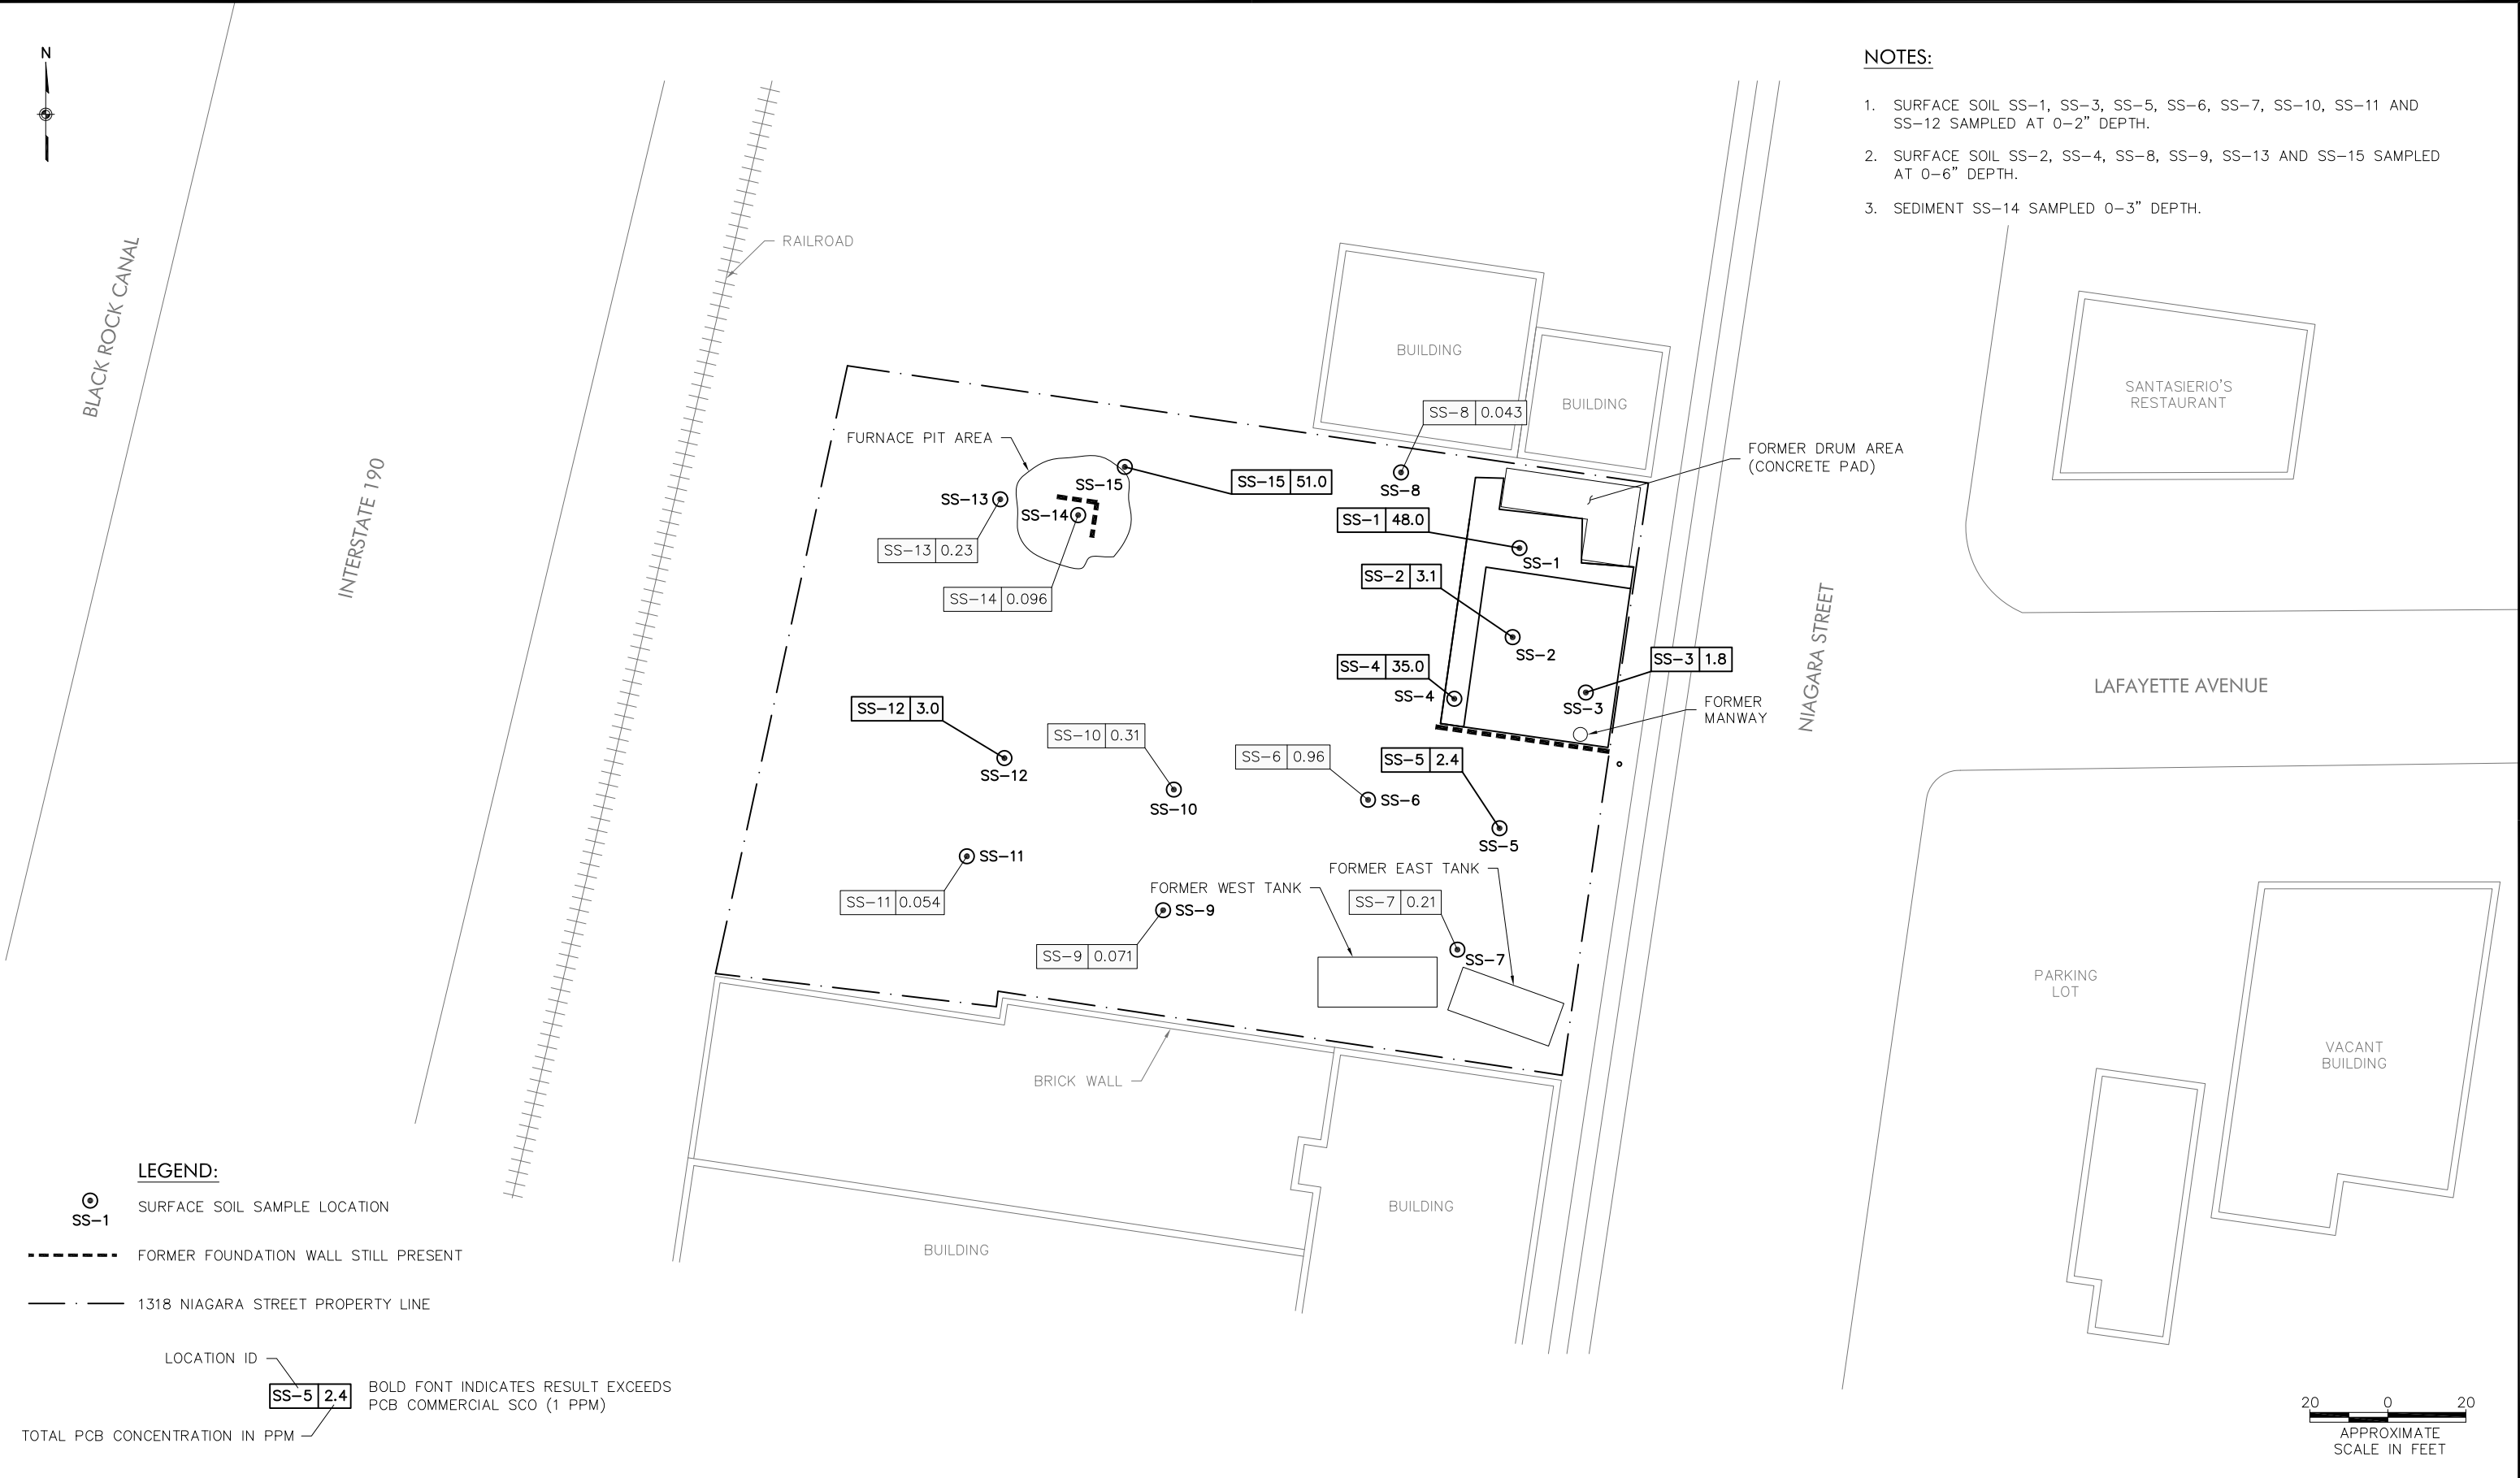 N
NOTES:
1. SURFACE SOIL SS-1, SS-3, SS-5, SS-6, SS-7, SS-10, SS-11 AND
SS-12 SAMPLED AT 0-2" DEPTH.
2. SURFACE SOIL SS-2, SS-4, SS-8, SS-9, SS-13 AND SS-15 SAMPLED
AT 0-6" DEPTH.
3. SEDIMENT SS-14 SAMPLED 0-3" DEPTH.
BLACK ROCK CANAL
INTERSTATE 190
RAILROAD
BUILDING
BUILDING
SANTASIERIO'S
RESTAURANT
SS-8 0.043
SS-8
FURNACE PIT AREA
FORMER DRUM AREA
(CONCRETE PAD)
SS-15
SS-15 51.0
SS-13
SS-14
SS-13 0.23
SS-14 0.096
SS-1 48.0
SS-1
SS-2 3.1
SS-2
SS-4 35.0
SS-4
SS-3 1.8
SS-3
FORMER
MANWAY
NIAGARA STREET
LAFAYETTE AVENUE
SS-12 3.0
SS-12
SS-10 0.31
SS-10
SS-6 0.96
SS-6
SS-5 2.4
SS-5
SS-11
SS-11 0.054
FORMER EAST TANK
FORMER WEST TANK
SS-7 0.21
SS-7
SS-9
SS-9 0.071
BRICK WALL
PARKING
LOT
VACANT
BUILDING
BUILDING
BUILDING
LEGEND:
SS-1
SURFACE SOIL SAMPLE LOCATION
FORMER FOUNDATION WALL STILL PRESENT
1318 NIAGARA STREET PROPERTY LINE
LOCATION ID
SS-5 2.4
BOLD FONT INDICATES RESULT EXCEEDS
PCB COMMERCIAL SCO (1 PPM)
TOTAL PCB CONCENTRATION IN PPM
20 0 20
APPROXIMATE
SCALE IN FEET